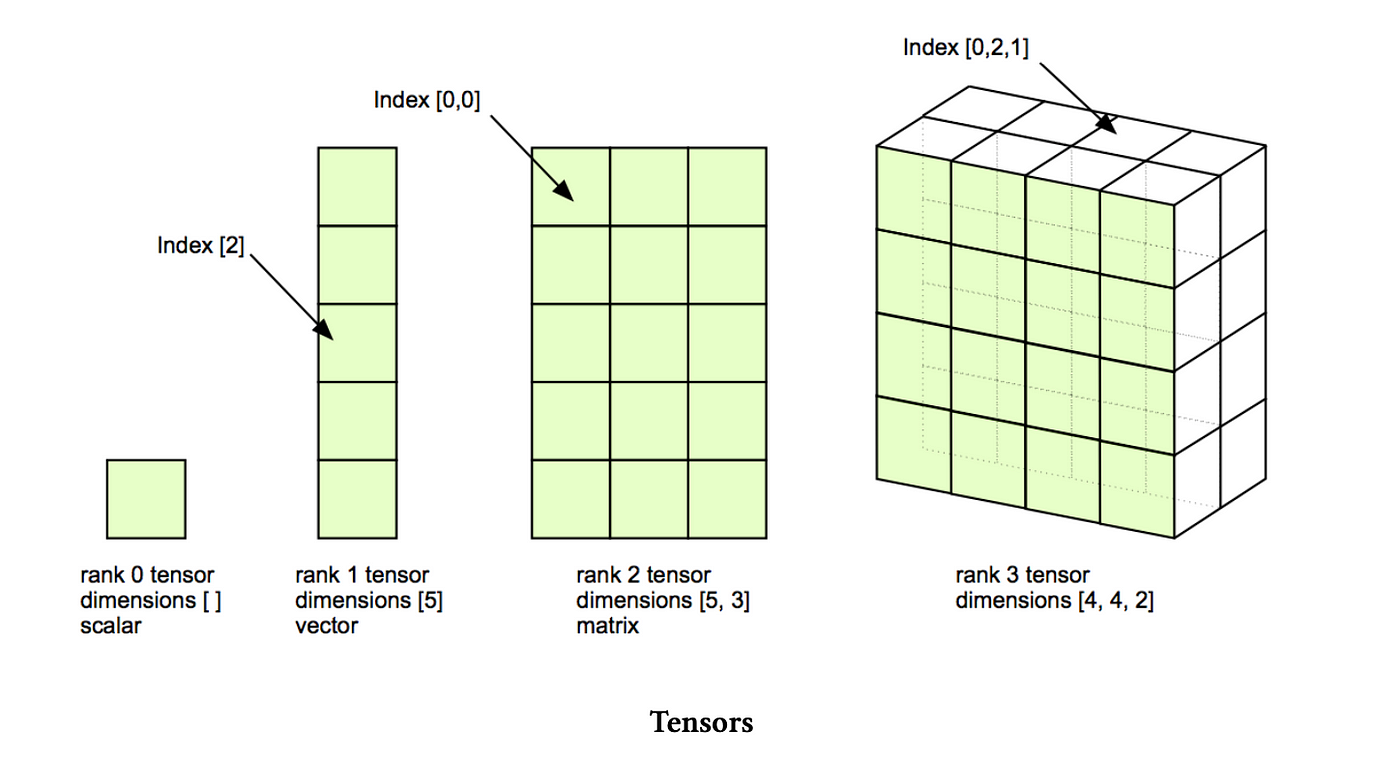 Index [0,2,1]
Index [0,0]
Index [2]
rank 0 tensor
dimensions [ ]
scalar
rank 1 tensor
dimensions [5]
vector
rank 2 tensor
dimensions [5, 3]
matrix
rank 3 tensor
dimensions [4, 4, 2]
Tensors